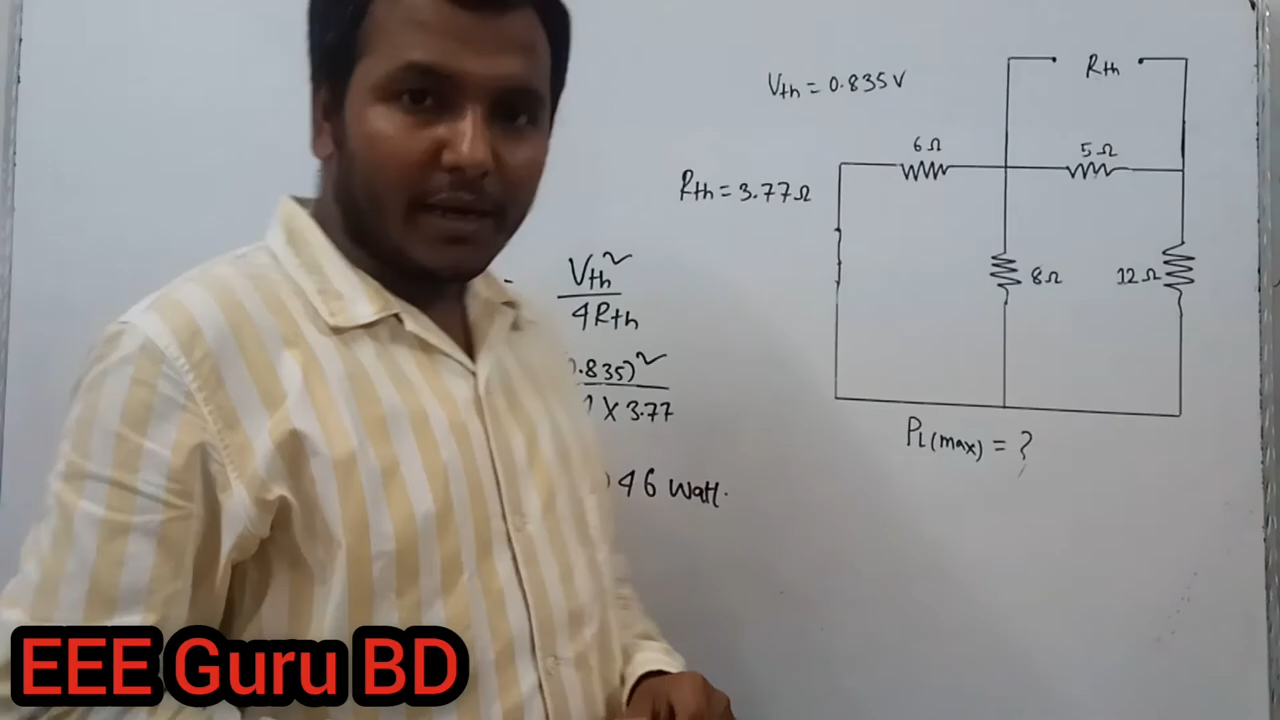 Vth = 0.835V
Rth
6Ω
5Ω
Rth = 3.77Ω
Vth²
4Rth
8Ω
12Ω
.835)²
X 3.77
PL(max) = ?
46 Watt.
EEE Guru BD